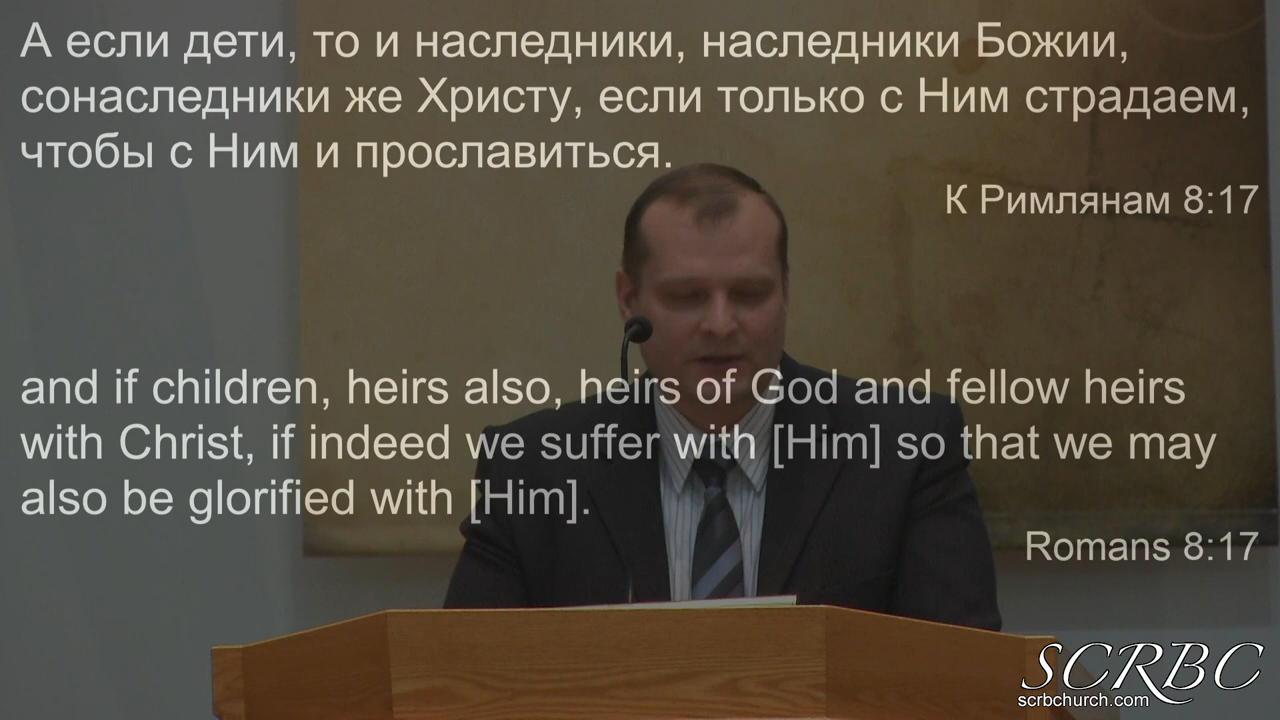 А если дети, то и наследники, наследники Божии,
сонаследники же Христу, если только с Ним страдаем,
чтобы с Ним и прославиться.
К Римлянам 8:17
and if children, heirs also, heirs of God and fellow heirs
with Christ, if indeed we suffer with [Him] so that we may
also be glorified with [Him].
Romans 8:17
SCRBC
scrbchurch.com